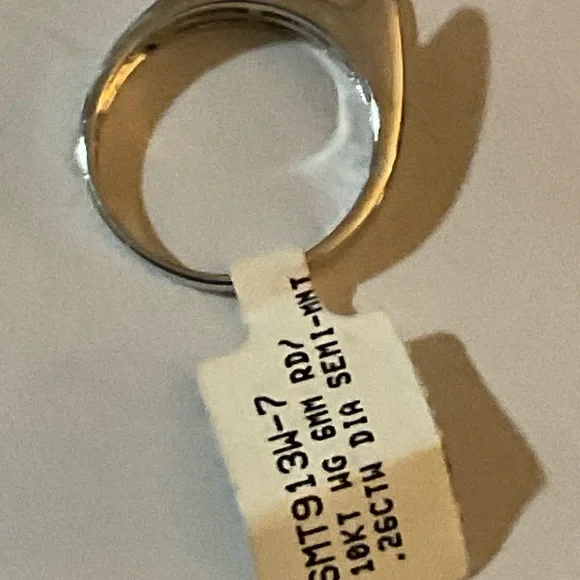 SMT913W-7
10KT WG 6MM RD/
.26CTW DIA SEMI-MNT